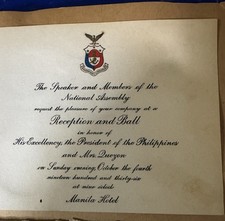 The Speaker and Members of the
National Assembly
request the pleasure of your company at a
Reception and Ball
in honor of
His Excellency, the President of the Philippines
and Mrs. Quezon
on Sunday evening, October the fourth
nineteen hundred and thirty-six
at nine o'clock
Manila Hotel